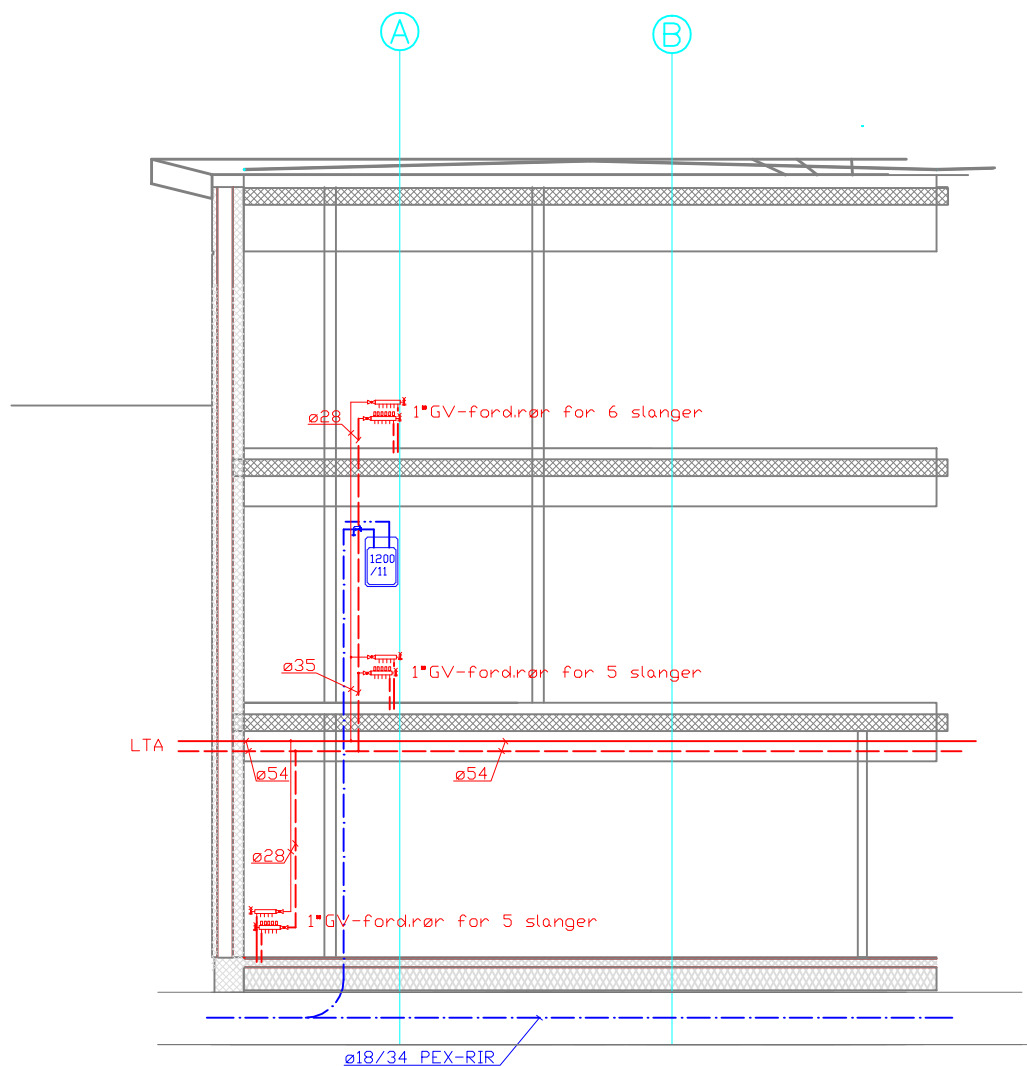 A
B
ø28
1"GV-ford.rør for 6 slanger
1200
/11
ø35
1"GV-ford.rør for 5 slanger
LTA
ø54
ø54
ø28
1"GV-ford.rør for 5 slanger
ø18/34 PEX-RIR